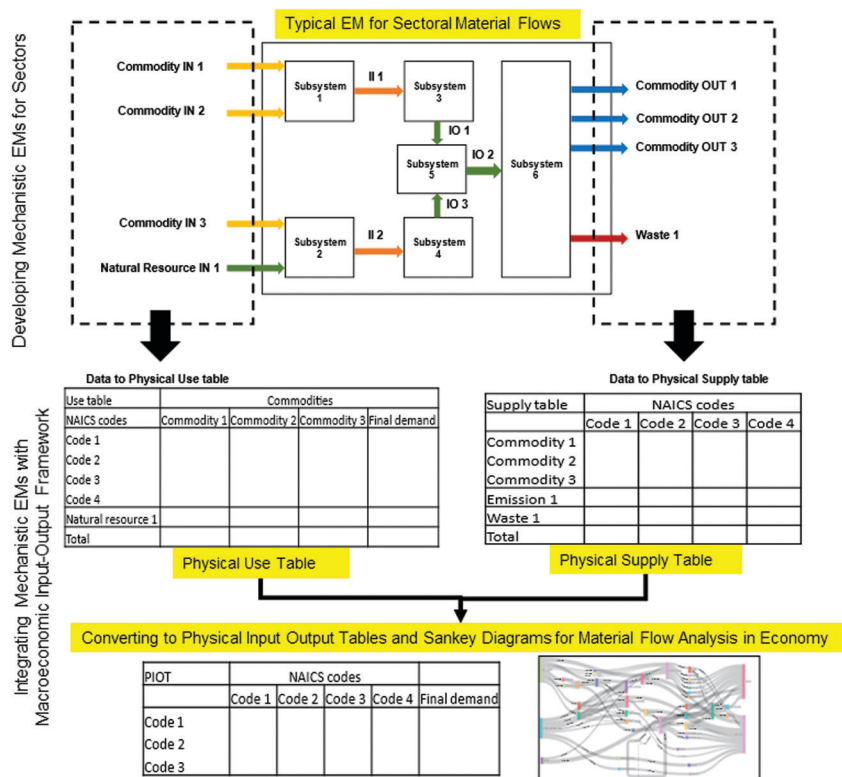 Typical EM for Sectoral Material Flows
Developing Mechanistic EMs for Sectors
Commodity IN 1
Commodity IN 2
Commodity IN 3
Natural Resource IN 1
Subsystem
1
II 1
Subsystem
3
IO 1
Subsystem
5
IO 2
IO 3
Subsystem
2
II 2
Subsystem
4
Subsystem
6
Commodity OUT 1
Commodity OUT 2
Commodity OUT 3
Waste 1
Integrating Mechanistic EMs with
Macroeconomic Input-Output Framework
Data to Physical Use table
Use table Commodities
NAICS codes Commodity 1 Commodity 2 Commodity 3 Final demand
Code 1
Code 2
Code 3
Code 4
Natural resource 1
Total
Physical Use Table
Data to Physical Supply table
Supply table NAICS codes
Code 1 Code 2 Code 3 Code 4
Commodity 1
Commodity 2
Commodity 3
Emission 1
Waste 1
Total
Physical Supply Table
Converting to Physical Input Output Tables and Sankey Diagrams for Material Flow Analysis in Economy
PIOT NAICS codes
Code 1 Code 2 Code 3 Code 4 Final demand
Code 1
Code 2
Code 3